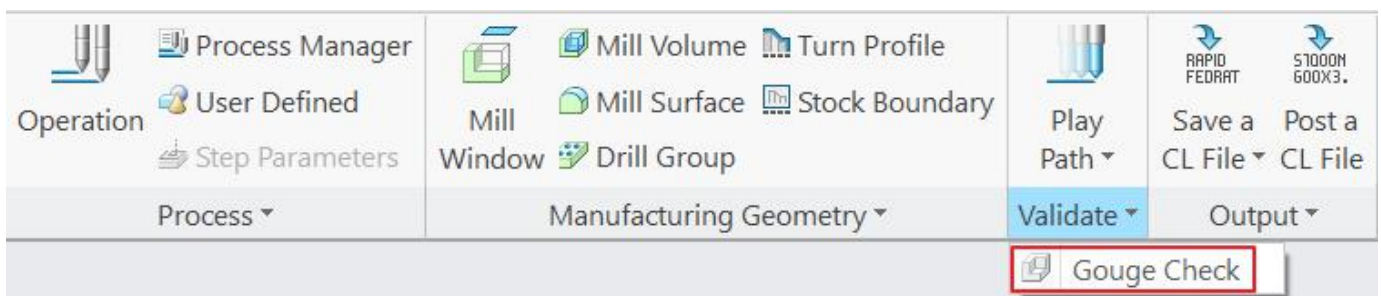 Operation
Process Manager
User Defined
Step Parameters
Process
Mill
Window
Mill Volume
Mill Surface
Drill Group
Turn Profile
Stock Boundary
Manufacturing Geometry
Play
Path
Validate
RAPID
FEDRAT
Save a
CL File
S1000M
G00X3.
Post a
CL File
Output
Gouge Check